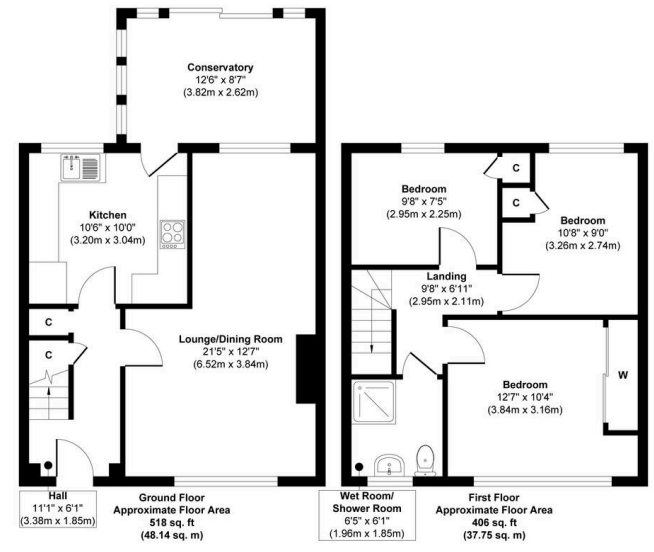 Conservatory
12'6" x 8'7"
(3.82m x 2.62m)
Kitchen
10'6" x 10'0"
(3.20m x 3.04m)
C
C
Lounge/Dining Room
21'5" x 12'7"
(6.52m x 3.84m)
Hall
11'1" x 6'1"
(3.38m x 1.85m)
Ground Floor
Approximate Floor Area
518 sq. ft
(48.14 sq. m)
Bedroom
9'8" x 7'5"
(2.95m x 2.25m)
C
C
Bedroom
10'8" x 9'0"
(3.26m x 2.74m)
Landing
9'8" x 6'11"
(2.95m x 2.11m)
Bedroom
12'7" x 10'4"
(3.84m x 3.16m)
W
Wet Room/
Shower Room
6'5" x 6'1"
(1.96m x 1.85m)
First Floor
Approximate Floor Area
406 sq. ft
(37.75 sq. m)